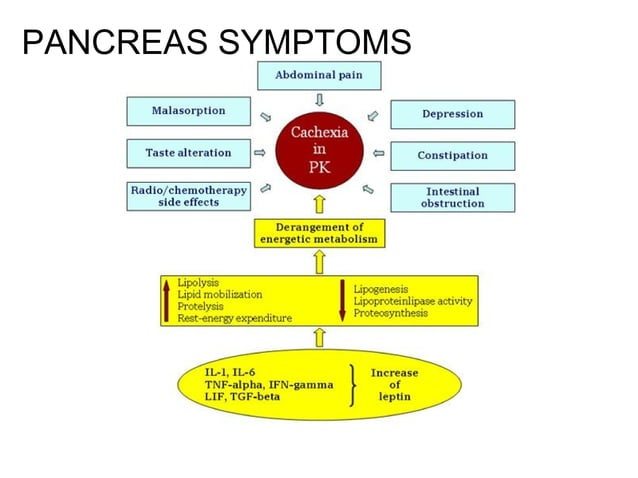 PANCREAS SYMPTOMS
Abdominal pain
Malasorption
Depression
Cachexia
in
PK
Taste alteration
Constipation
Radio/chemotherapy
side effects
Intestinal
obstruction
Derangement of
energetic metabolism
Lipolysis
Lipid mobilization
Protelysis
Rest-energy expenditure
Lipogenesis
Lipoproteinlipase activity
Proteosynthesis
IL-1, IL-6
TNF-alpha, IFN-gamma
LIF, TGF-beta
Increase
of
leptin